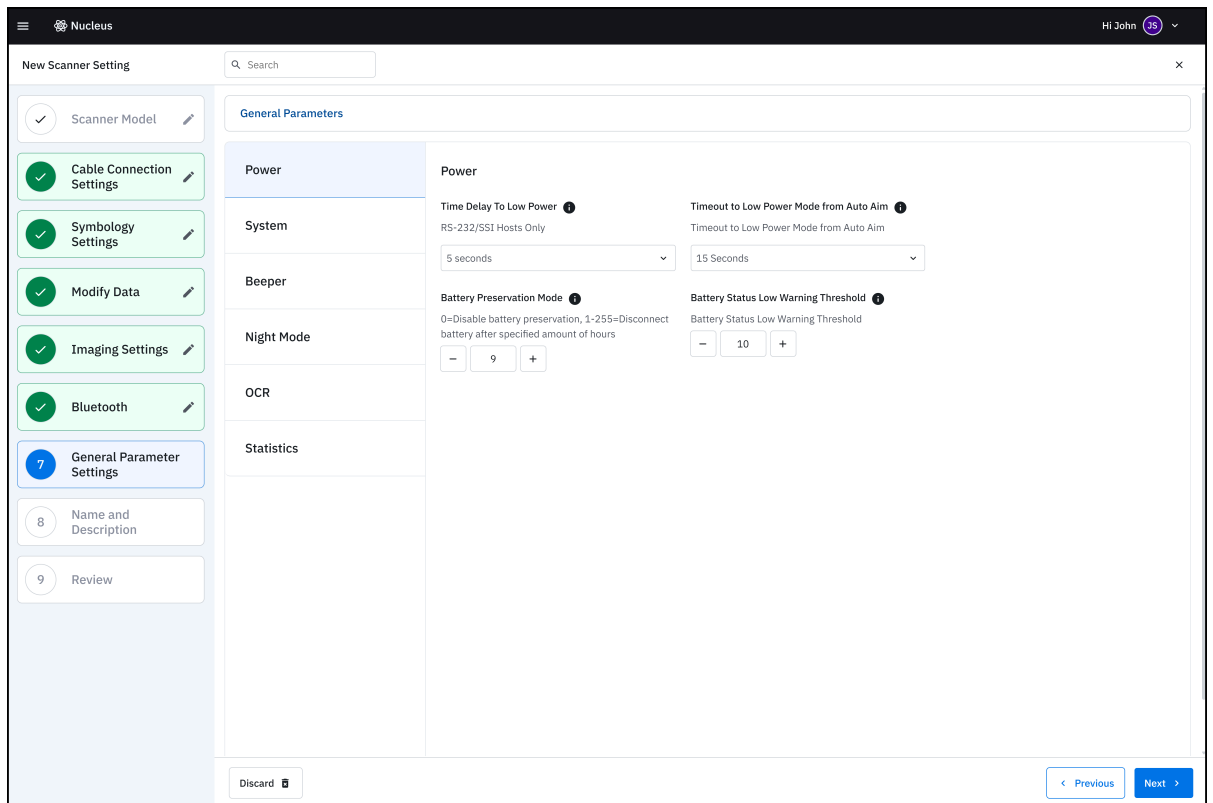 Nucleus
Hi John JS
New Scanner Setting
Search
Scanner Model
Cable Connection
Settings
Symbology
Settings
Modify Data
Imaging Settings
Bluetooth
7
General Parameter
Settings
8
Name and
Description
9
Review
General Parameters
Power
System
Beeper
Night Mode
OCR
Statistics
Power
Time Delay To Low Power
RS-232/SSI Hosts Only
5 seconds
Timeout to Low Power Mode from Auto Aim
Timeout to Low Power Mode from Auto Aim
15 Seconds
Battery Preservation Mode
0=Disable battery preservation, 1-255=Disconnect
battery after specified amount of hours
− 9 +
Battery Status Low Warning Threshold
Battery Status Low Warning Threshold
− 10 +
Discard
Previous
Next